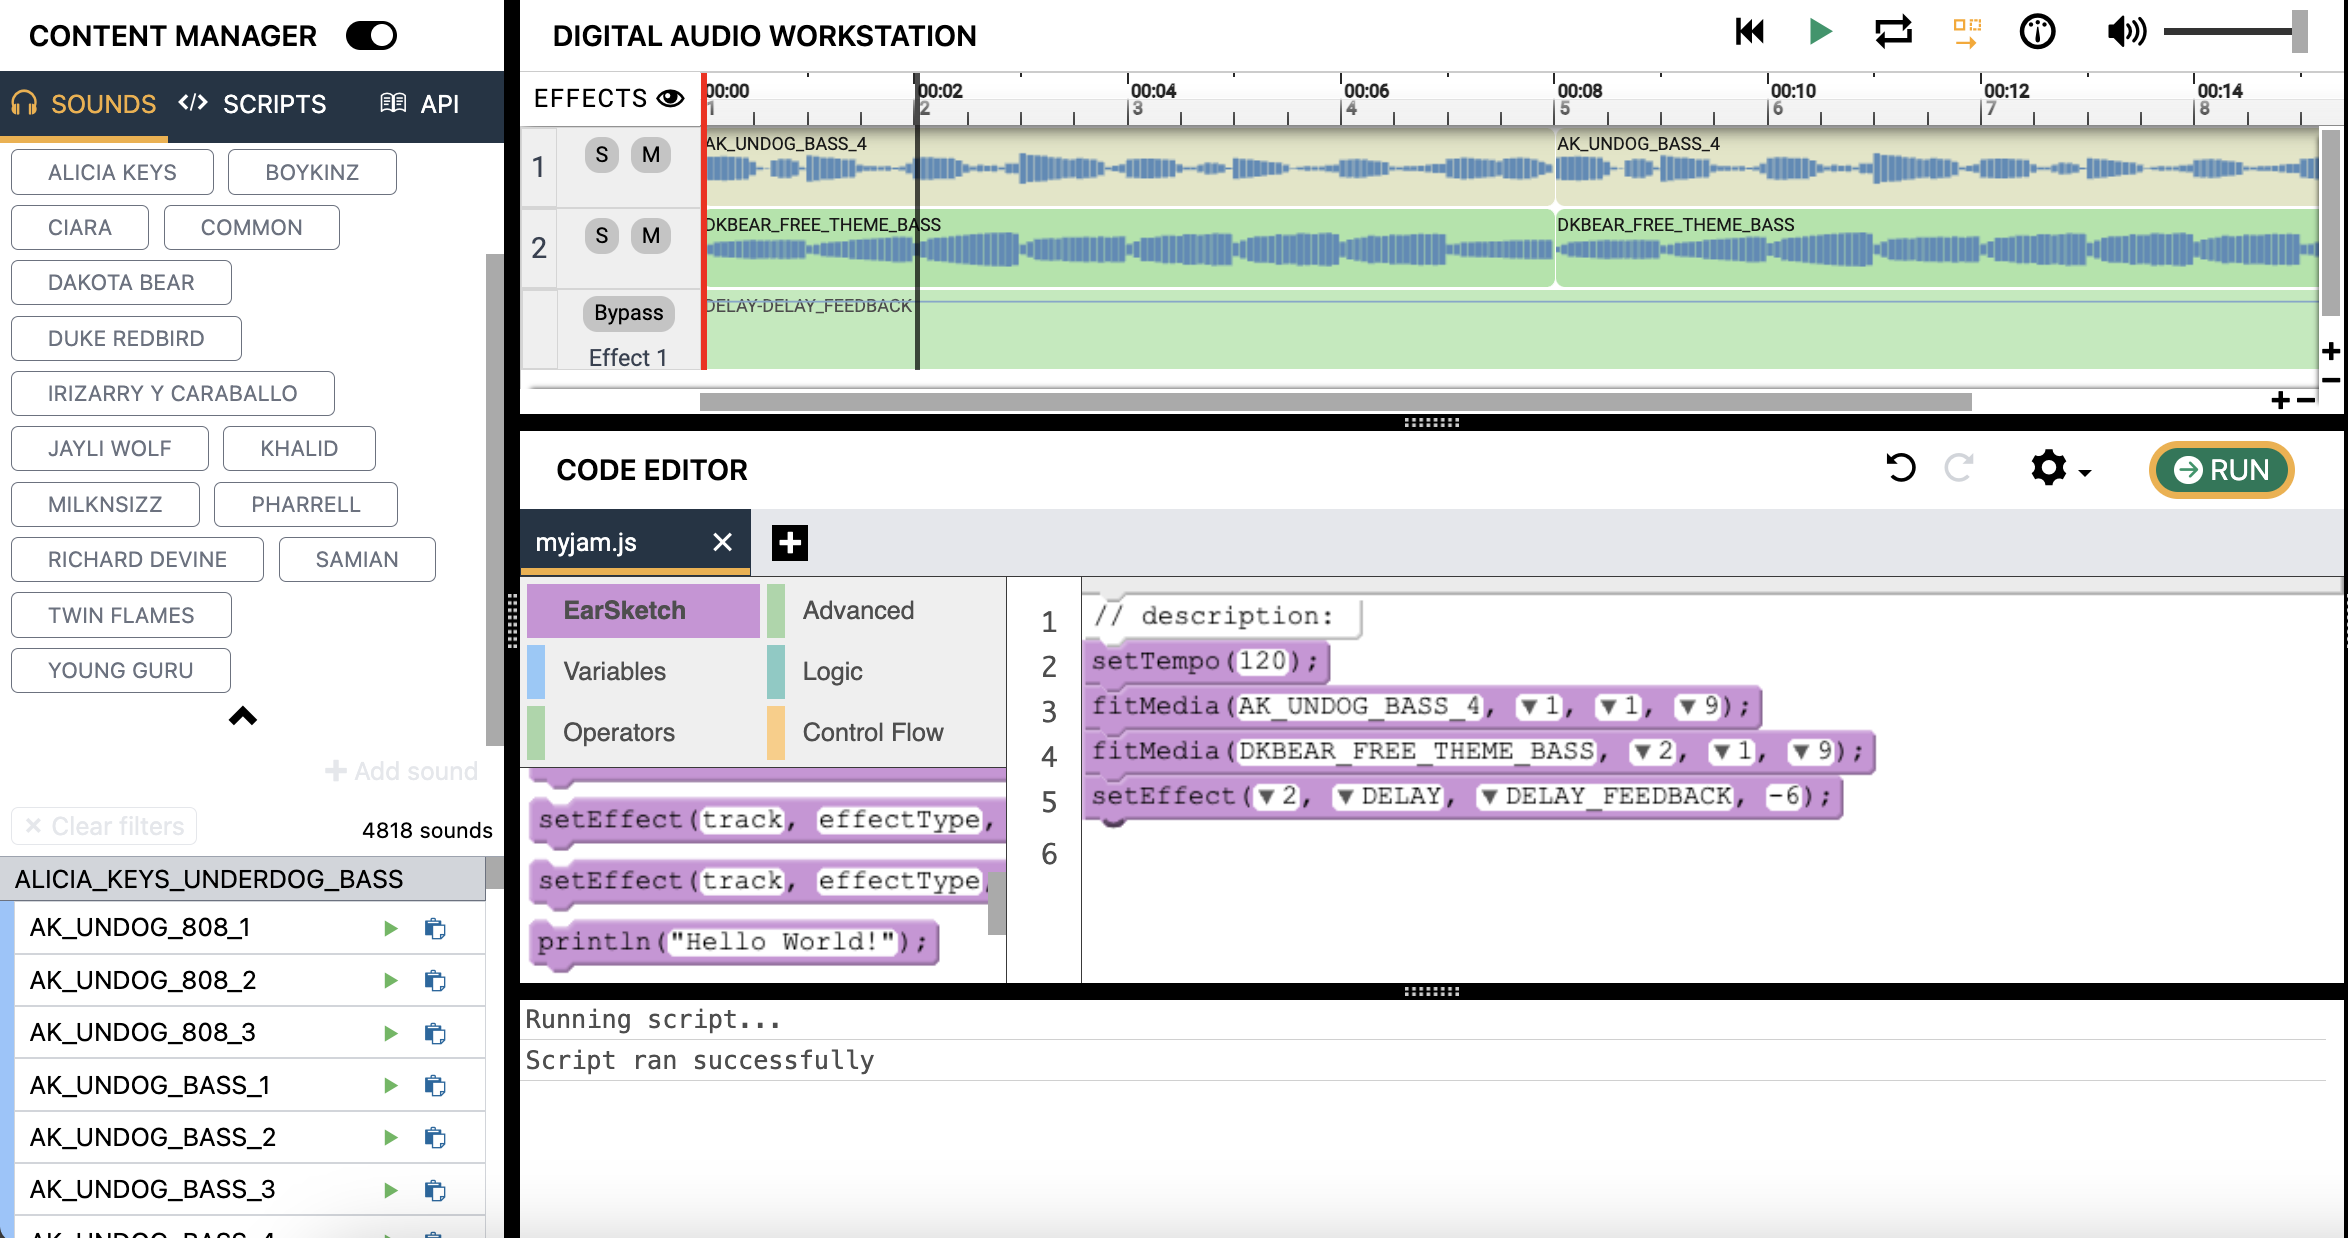 CONTENT MANAGER
SOUNDS </> SCRIPTS API
ALICIA KEYS BOYKINZ
CIARA COMMON
DAKOTA BEAR
DUKE REDBIRD
IRIZARRY Y CARABALLO
JAYLI WOLF KHALID
MILKNSIZZ PHARRELL
RICHARD DEVINE SAMIAN
TWIN FLAMES
YOUNG GURU
+ Add sound
× Clear filters 4818 sounds
ALICIA_KEYS_UNDERDOG_BASS
AK_UNDOG_808_1
AK_UNDOG_808_2
AK_UNDOG_808_3
AK_UNDOG_BASS_1
AK_UNDOG_BASS_2
AK_UNDOG_BASS_3
AK_UNDOG_BASS_4
DIGITAL AUDIO WORKSTATION
EFFECTS 00:00 00:02 00:04 00:06 00:08 00:10 00:12 00:14
1 2 3 4 5 6 7 8
1 S M AK_UNDOG_BASS_4 AK_UNDOG_BASS_4
2 S M DKBEAR_FREE_THEME_BASS DKBEAR_FREE_THEME_BASS
Bypass DELAY-DELAY_FEEDBACK
Effect 1
CODE EDITOR
RUN
myjam.js
EarSketch Advanced
Variables Logic
Operators Control Flow
setEffect(track, effectType,
setEffect(track, effectType,
println("Hello World!");
1 // description:
2 setTempo(120);
3 fitMedia(AK_UNDOG_BASS_4, ▼1, ▼1, ▼9);
4 fitMedia(DKBEAR_FREE_THEME_BASS, ▼2, ▼1, ▼9);
5 setEffect(▼2, ▼DELAY, ▼DELAY_FEEDBACK, -6);
6
Running script...
Script ran successfully